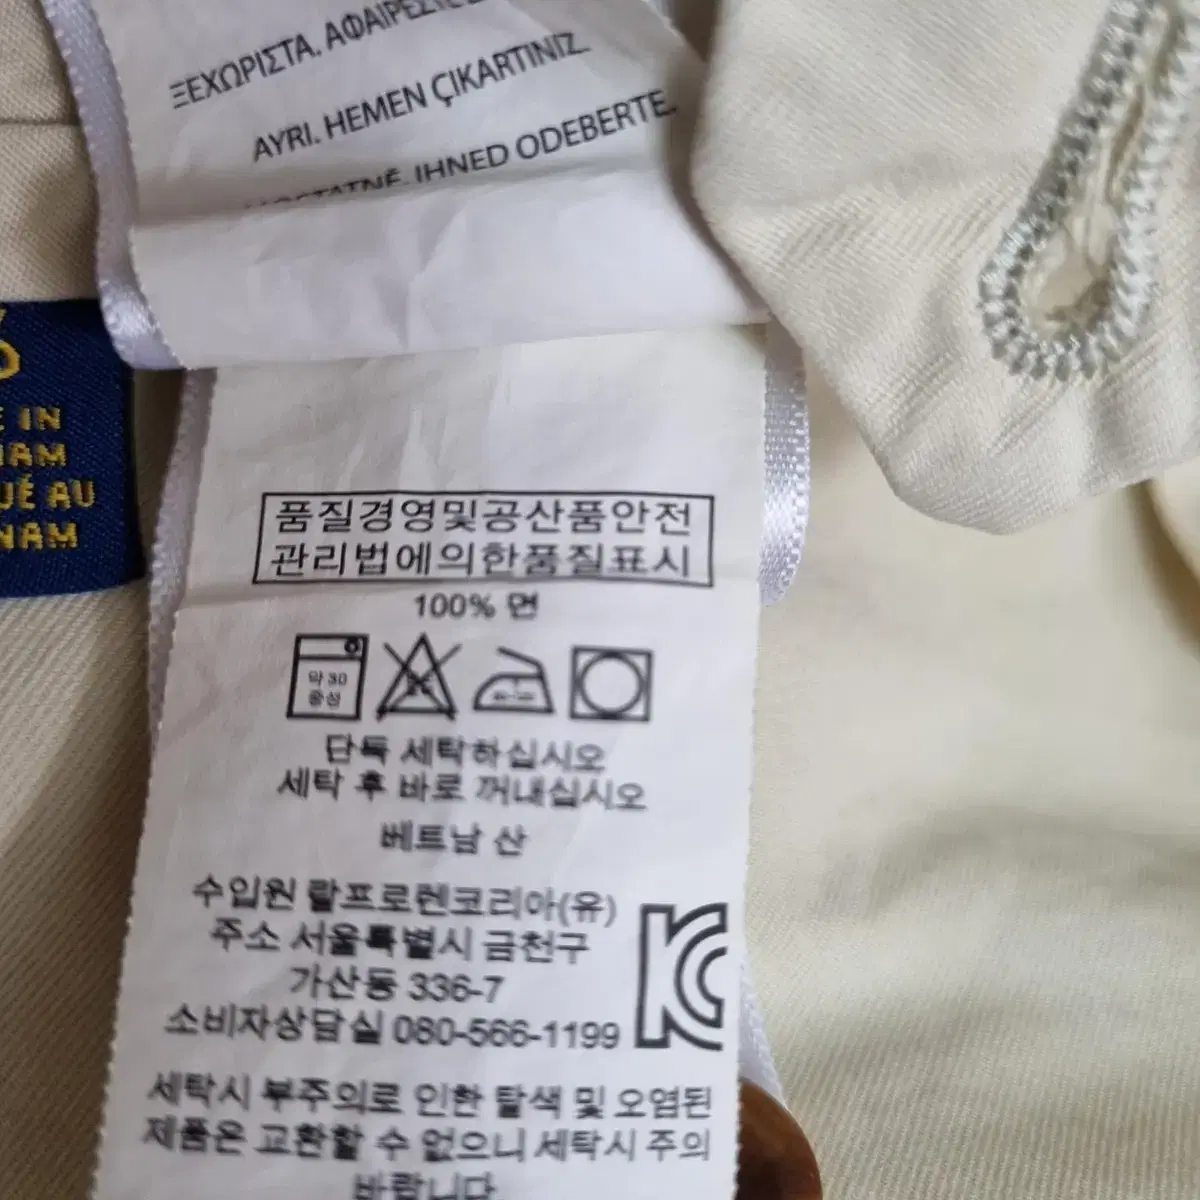 ΞΕΧΩΡΙΣΤΑ. ΑΦΑΙΡΕΣΤΕ
AYRI. HEMEN ÇIKARTINIZ.
IHNED ODEBERTE.
IN
UÉ AU
NAM
품질경영및공산품안전
관리법에의한품질표시
100% 면
약 30
중성
단독 세탁하십시오
세탁 후 바로 꺼내십시오
베트남 산
수입원 랄프로렌코리아(유)
주소 서울특별시 금천구
가산동 336-7
소비자상담실 080-566-1199
세탁시 부주의로 인한 탈색 및 오염된
제품은 교환할 수 없으니 세탁시 주의
바랍니다